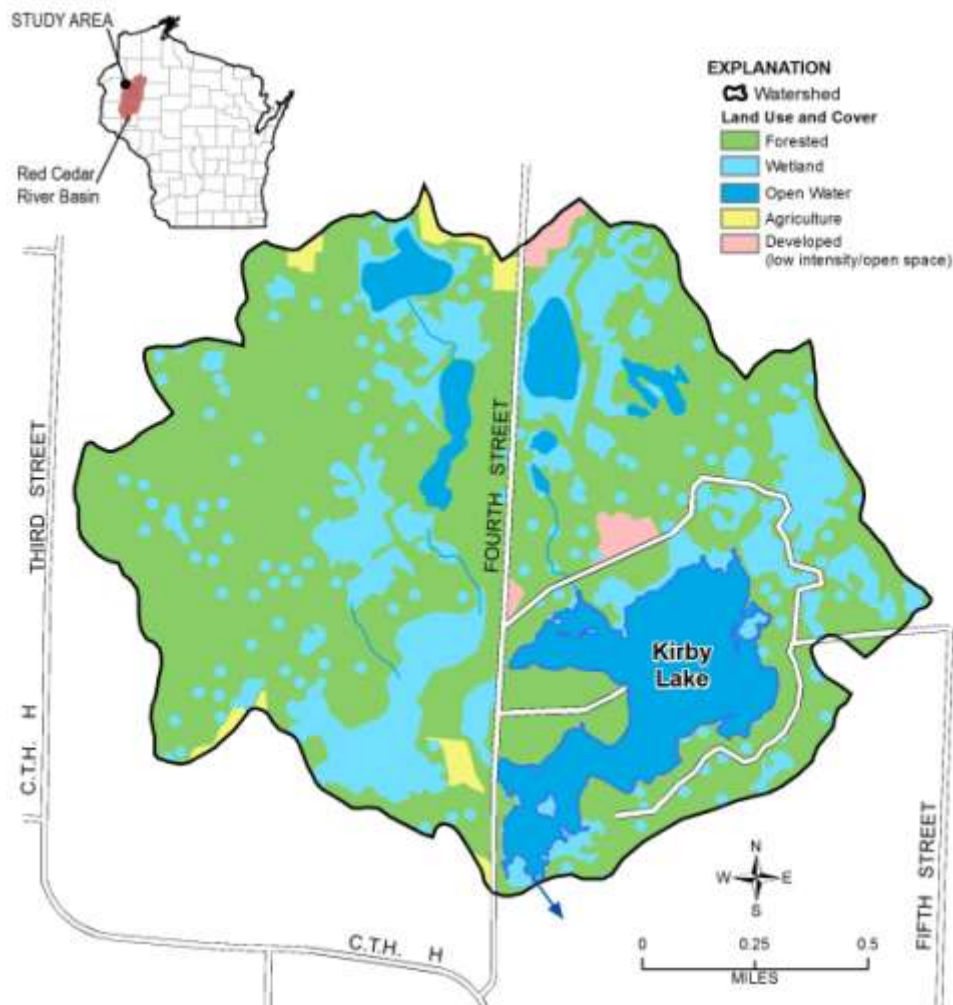 STUDY AREA
Red Cedar
River Basin
EXPLANATION
Watershed
Land Use and Cover
Forested
Wetland
Open Water
Agriculture
Developed
(low intensity/open space)
THIRD STREET
FOURTH STREET
Kirby
Lake
C.T.H. H
C.T.H. H
FIFTH STREET
N
W E
S
0 0.25 0.5
MILES